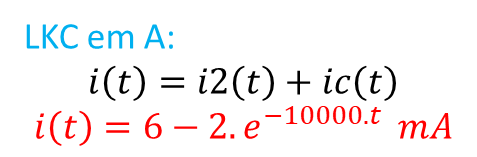 LKC em A:
i(t) = i2(t) + ic(t)
i(t) = 6 − 2. e^{−10000.t} mA